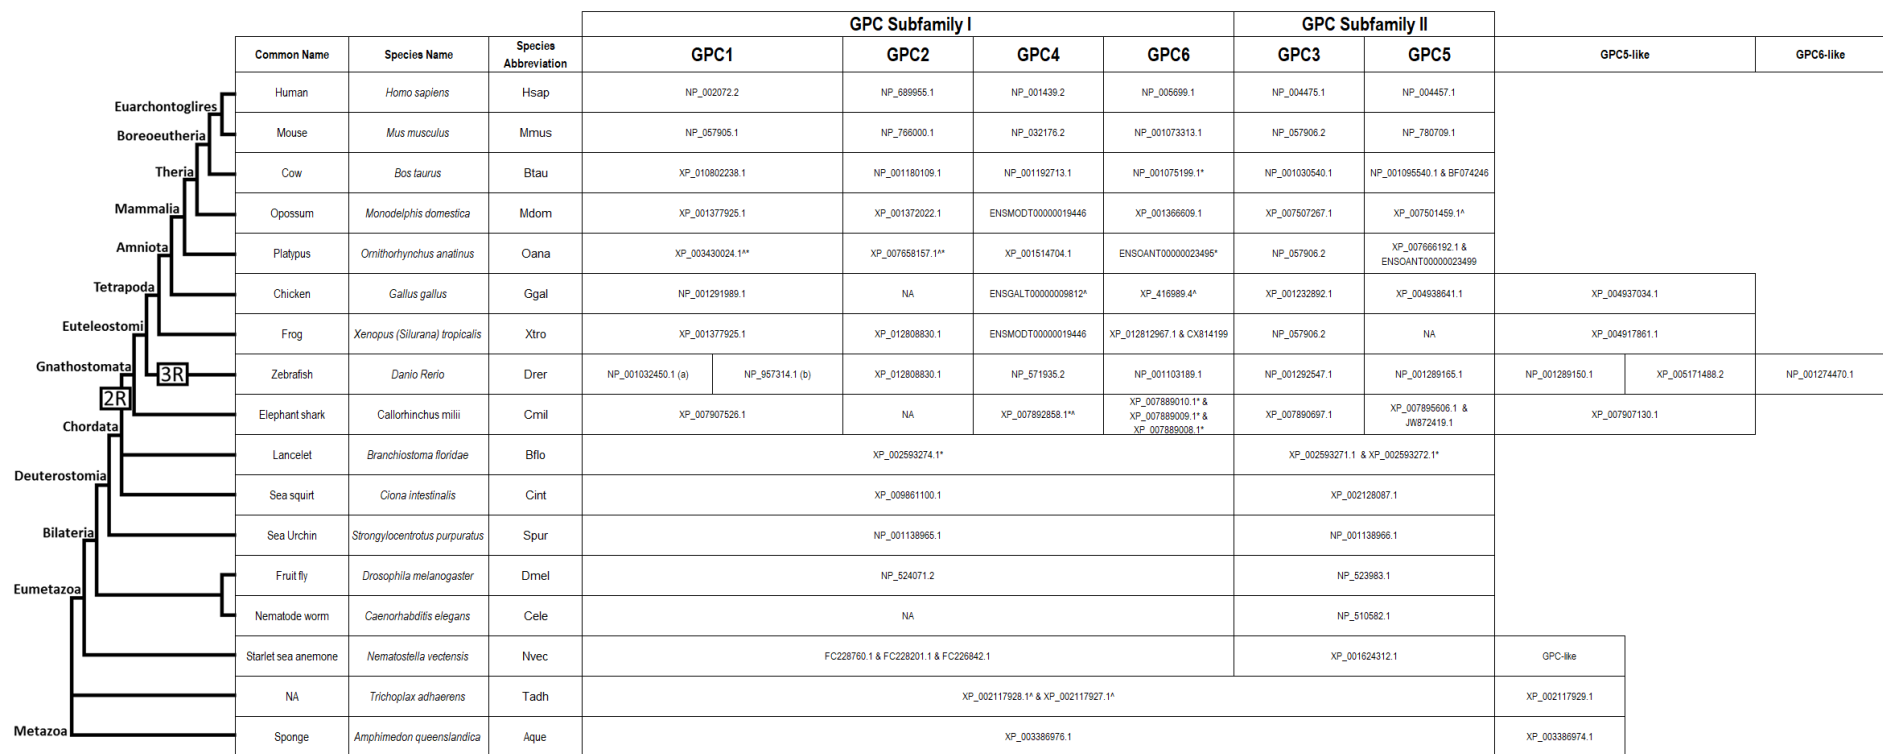 GPC Subfamily I GPC Subfamily II
Common Name Species Name Species Abbreviation GPC1 GPC2 GPC4 GPC6 GPC3 GPC5 GPC5-like GPC6-like
Human Homo sapiens Hsap NP_002072.2 NP_689955.1 NP_001439.2 NP_005699.1 NP_004475.1 NP_004457.1
Euarchontoglires
Mouse Mus musculus Mmus NP_057905.1 NP_766000.1 NP_032176.2 NP_001073313.1 NP_057906.2 NP_780709.1
Boreoeutheria
Cow Bos taurus Btau XP_010802238.1 NP_001180109.1 NP_001192713.1 NP_001075199.1* NP_001030540.1 NP_001095540.1 & BF074246
Theria
Opossum Monodelphis domestica Mdom XP_001377925.1 XP_001372022.1 ENSMODT00000019446 XP_001366609.1 XP_007507267.1 XP_007501459.1^
Mammalia
Platypus Ornithorhynchus anatinus Oana XP_003430024.1^* XP_007658157.1^* XP_001514704.1 ENSOANT00000023495* NP_057906.2 XP_007666192.1 & ENSOANT00000023499
Amniota
Chicken Gallus gallus Ggal NP_001291989.1 NA ENSGALT00000009812^ XP_416989.4^ XP_001232892.1 XP_004938641.1 XP_004937034.1
Tetrapoda
Frog Xenopus (Silurana) tropicalis Xtro XP_001377925.1 XP_012808830.1 ENSMODT00000019446 XP_012812967.1 & CX814199 NP_057906.2 NA XP_004917861.1
Euteleostomi
Gnathostomata
3R
Zebrafish Danio Rerio Drer NP_001032450.1 (a) NP_957314.1 (b) XP_012808830.1 NP_571935.2 NP_001103189.1 NP_001292547.1 NP_001289165.1 NP_001289150.1 XP_005171488.2 NP_001274470.1
2R
Elephant shark Callorhinchus milii Cmil XP_007907526.1 NA XP_007892858.1*^ XP_007889010.1* & XP_007889009.1* & XP_007889008.1* XP_007890697.1 XP_007895606.1 & JW872419.1 XP_007907130.1
Chordata
Lancelet Branchiostoma floridae Bflo XP_002593274.1* XP_002593271.1 & XP_002593272.1*
Deuterostomia
Sea squirt Ciona intestinalis Cint XP_009861100.1 XP_002128087.1
Bilateria
Sea Urchin Strongylocentrotus purpuratus Spur NP_001138965.1 NP_001138966.1
Fruit fly Drosophila melanogaster Dmel NP_524071.2 NP_523983.1
Eumetazoa
Nematode worm Caenorhabditis elegans Cele NA NP_510582.1
Starlet sea anemone Nematostella vectensis Nvec FC228760.1 & FC228201.1 & FC226842.1 XP_001624312.1 GPC-like
NA Trichoplax adhaerens Tadh XP_002117928.1^ & XP_002117927.1^ XP_002117929.1
Metazoa
Sponge Amphimedon queenslandica Aque XP_003386976.1 XP_003386974.1